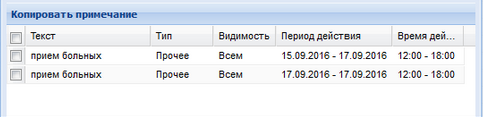 Копировать примечание
Текст Тип Видимость Период действия Время дей...
прием больных Прочее Всем 15.09.2016 - 17.09.2016 12:00 - 18:00
прием больных Прочее Всем 17.09.2016 - 17.09.2016 12:00 - 18:00